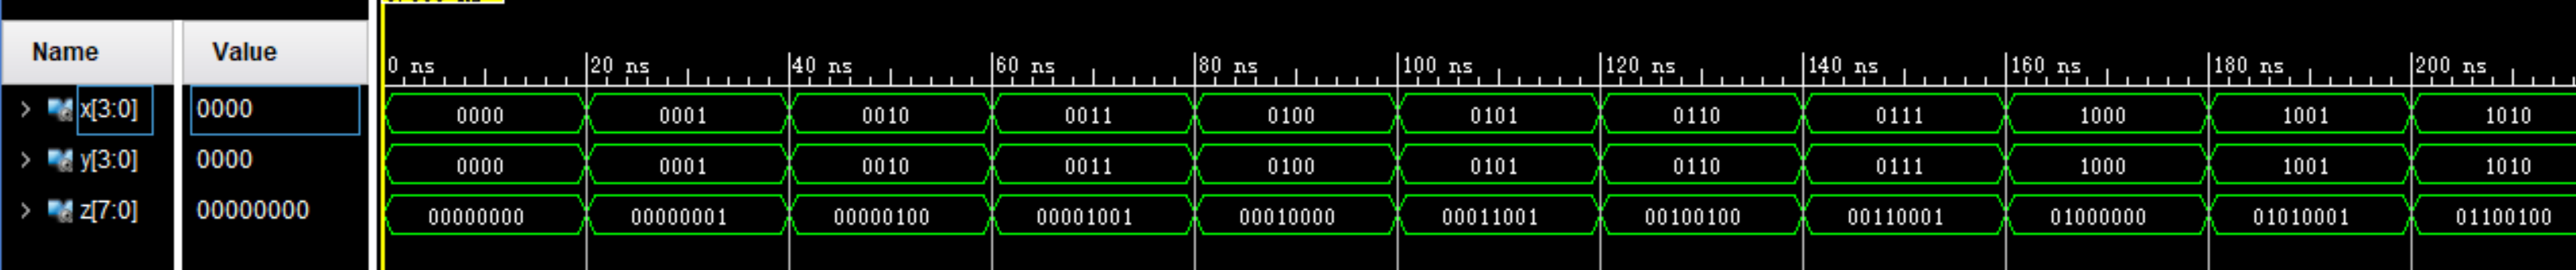 Name Value
0 ns 20 ns 40 ns 60 ns 80 ns 100 ns 120 ns 140 ns 160 ns 180 ns 200 ns
x[3:0] 0000 0000 0001 0010 0011 0100 0101 0110 0111 1000 1001 1010
y[3:0] 0000 0000 0001 0010 0011 0100 0101 0110 0111 1000 1001 1010
z[7:0] 00000000 00000000 00000001 00000100 00001001 00010000 00011001 00100100 00110001 01000000 01010001 01100100